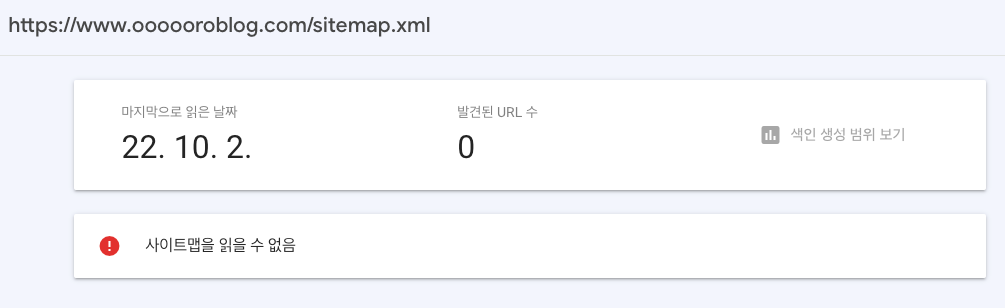 https://www.ooooororoblog.com/sitemap.xml
마지막으로 읽은 날짜
발견된 URL 수
22. 10. 2.
0
색인 생성 범위 보기
사이트맵을 읽을 수 없음